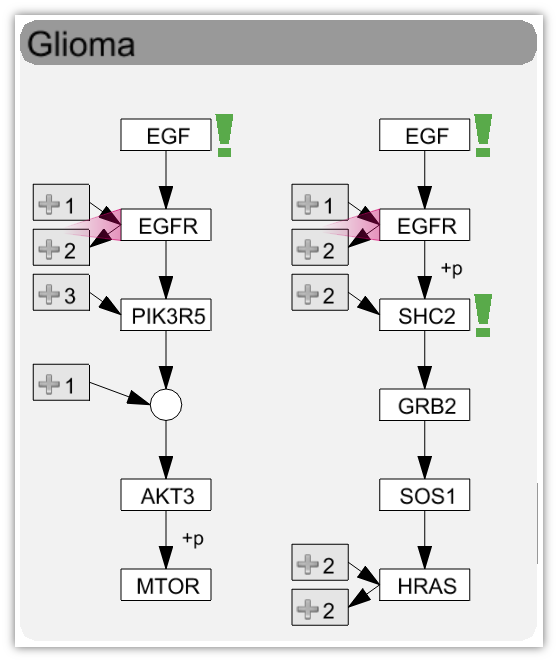 Glioma
EGF
1
EGFR
2
3
PIK3R5
1
AKT3
+p
MTOR
EGF
1
EGFR
2
+p
2
SHC2
GRB2
SOS1
2
HRAS
2